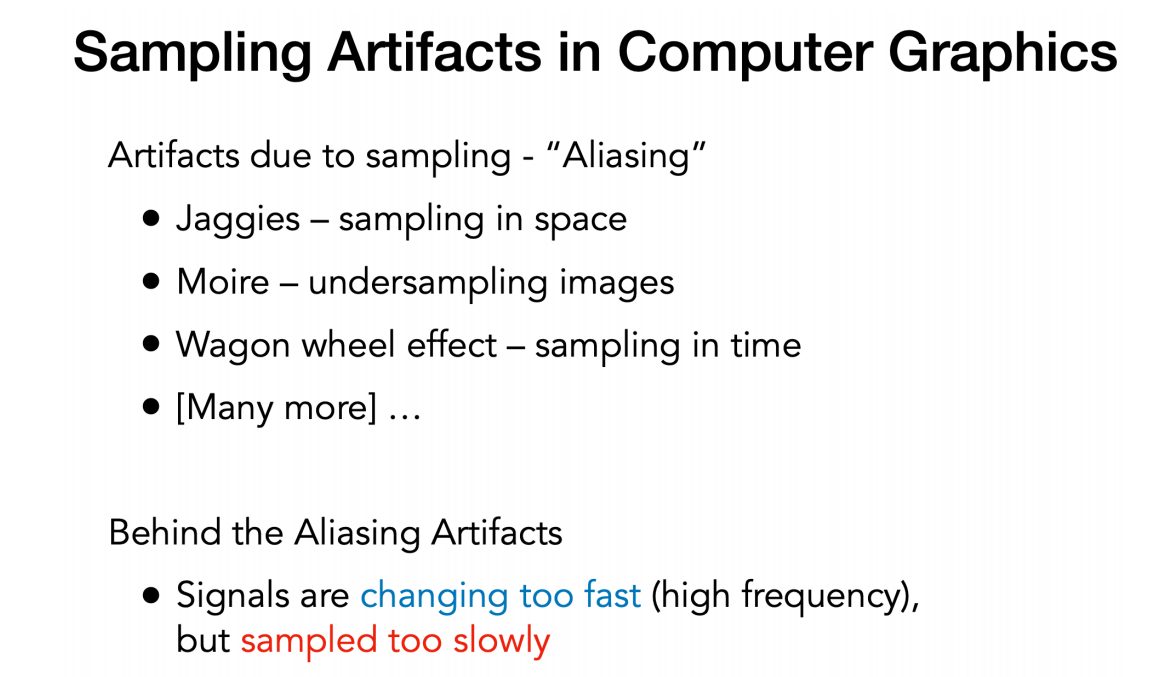 Sampling Artifacts in Computer Graphics
Artifacts due to sampling - “Aliasing”
• Jaggies – sampling in space
• Moire – undersampling images
• Wagon wheel effect – sampling in time
• [Many more] …
Behind the Aliasing Artifacts
• Signals are changing too fast (high frequency),
but sampled too slowly